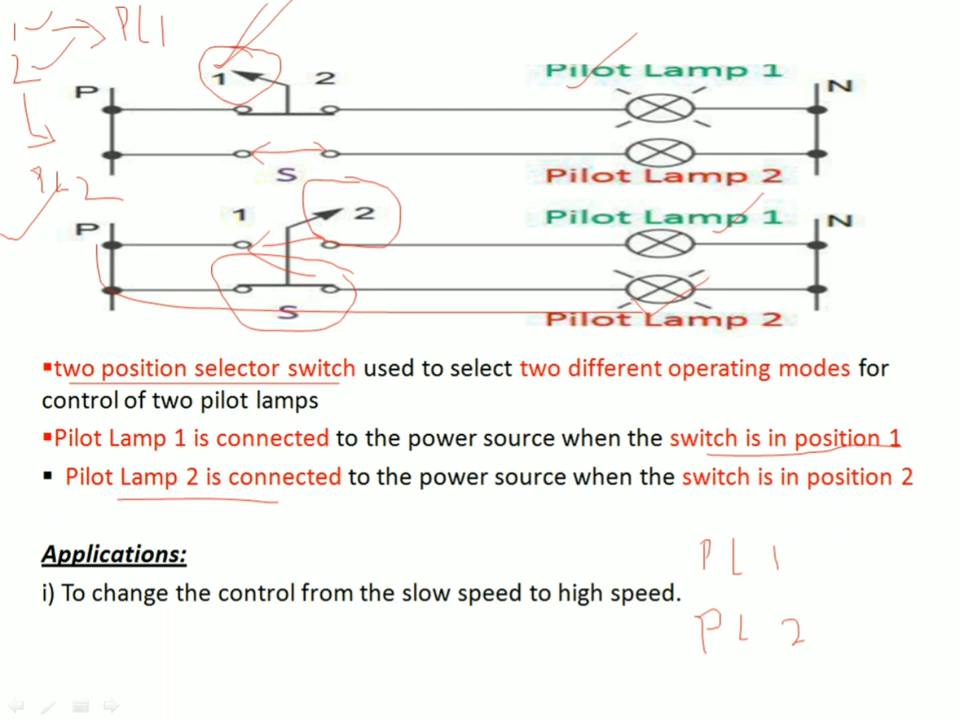 1 → PL1
2
PL2
1 2 Pilot Lamp 1
P N
S Pilot Lamp 2
1 2 Pilot Lamp 1
P N
S Pilot Lamp 2
▪two position selector switch used to select two different operating modes for
control of two pilot lamps
▪Pilot Lamp 1 is connected to the power source when the switch is in position 1
▪ Pilot Lamp 2 is connected to the power source when the switch is in position 2
Applications:
i) To change the control from the slow speed to high speed.
PL 1
PL 2